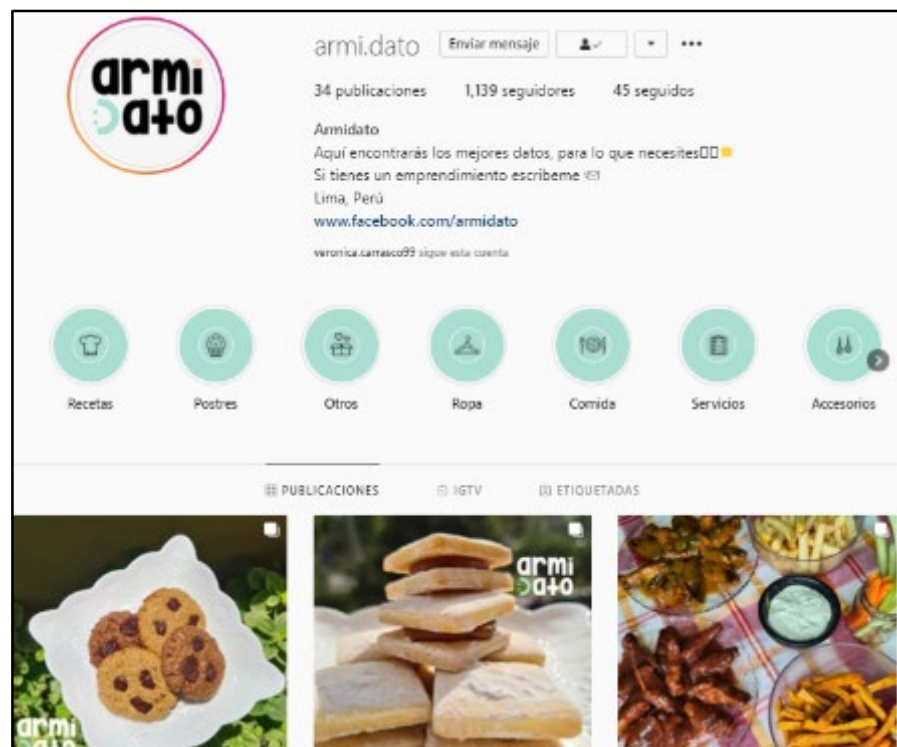 armi
dato
armi.dato Enviar mensaje
34 publicaciones 1,139 seguidores 45 seguidos
Armidato
Aquí encontrarás los mejores datos, para lo que necesites
Si tienes un emprendimiento escribeme
Lima, Perú
www.facebook.com/armidato
veronica.carrasco99 sigue esta cuenta
Recetas Postres Otros Ropa Comida Servicios Accesorios
PUBLICACIONES IGTV ETIQUETADAS
armi
dato
armi
dato